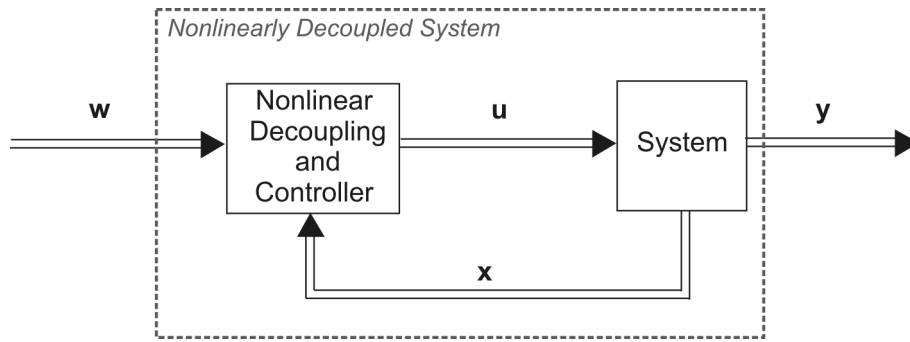 Nonlinearly Decoupled System
w
Nonlinear
Decoupling
and
Controller
u
System
y
x